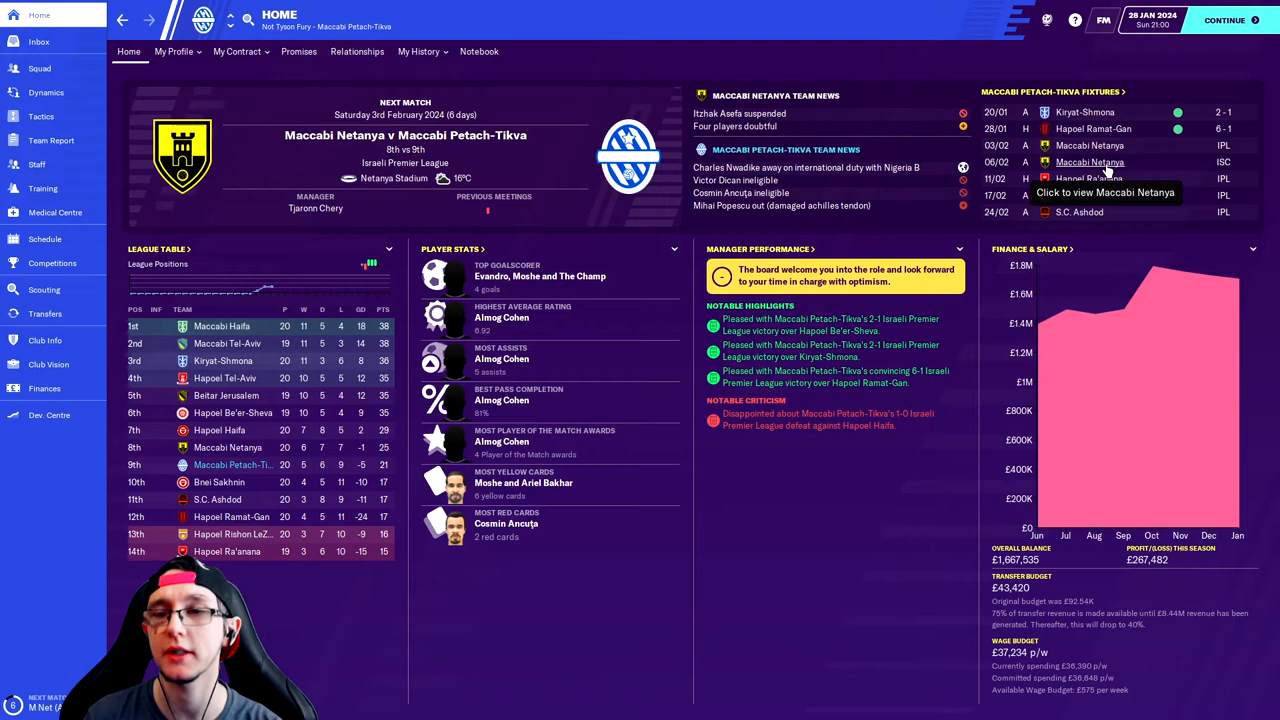 Home
Inbox
Squad
Dynamics
Tactics
Team Report
Staff
Training
Medical Centre
Schedule
Competitions
Scouting
Transfers
Club Info
Club Vision
Finances
Dev. Centre
6
NEXT MATC
M Net (A
HOME
Not Tyson Fury - Maccabi Petach-Tikva
?
FM
28 JAN 2024
Sun 21:00
CONTINUE
Home
My Profile
My Contract
Promises
Relationships
My History
Notebook
NEXT MATCH
Saturday 3rd February 2024 (6 days)
Maccabi Netanya v Maccabi Petach-Tikva
8th vs 9th
Israeli Premier League
Netanya Stadium 16°C
MANAGER
Tjaronn Chery
PREVIOUS MEETINGS
MACCABI NETANYA TEAM NEWS
Itzhak Asefa suspended
Four players doubtful
MACCABI PETACH-TIKVA TEAM NEWS
Charles Nwadike away on international duty with Nigeria B
Victor Dican ineligible
Cosmin Ancuța ineligible
Mihai Popescu out (damaged achilles tendon)
MACCABI PETACH-TIKVA FIXTURES >
20/01 A Kiryat-Shmona 2 - 1
28/01 H Hapoel Ramat-Gan 6 - 1
03/02 A Maccabi Netanya IPL
06/02 A Maccabi Netanya ISC
11/02 H Hapoel Ra'anana IPL
17/02 A IPL
Click to view Maccabi Netanya
24/02 A S.C. Ashdod IPL
LEAGUE TABLE >
League Positions
POS INF TEAM P W D L GD PTS
1st Maccabi Haifa 20 11 5 4 18 38
2nd Maccabi Tel-Aviv 19 11 5 3 14 38
3rd Kiryat-Shmona 20 11 3 6 8 36
4th Hapoel Tel-Aviv 20 10 5 5 12 35
5th Beitar Jerusalem 19 10 5 4 12 35
6th Hapoel Be'er-Sheva 20 10 5 4 9 35
7th Hapoel Haifa 20 7 8 5 2 29
8th Maccabi Netanya 20 6 7 7 -1 25
9th Maccabi Petach-Ti... 20 5 6 9 -5 21
10th Bnei Sakhnin 20 4 5 11 -10 17
11th S.C. Ashdod 20 3 8 9 -11 17
12th Hapoel Ramat-Gan 20 4 5 11 -24 17
13th Hapoel Rishon LeZ... 20 3 7 10 -9 16
14th Hapoel Ra'anana 19 3 6 10 -15 15
PLAYER STATS >
TOP GOALSCORER
Evandro, Moshe and The Champ
4 goals
HIGHEST AVERAGE RATING
Almog Cohen
6.92
MOST ASSISTS
Almog Cohen
5 assists
BEST PASS COMPLETION
Almog Cohen
81%
MOST PLAYER OF THE MATCH AWARDS
Almog Cohen
4 Player of the Match awards
MOST YELLOW CARDS
Moshe and Ariel Bakhar
6 yellow cards
MOST RED CARDS
Cosmin Ancuța
2 red cards
MANAGER PERFORMANCE >
The board welcome you into the role and look forward
to your time in charge with optimism.
NOTABLE HIGHLIGHTS
Pleased with Maccabi Petach-Tikva's 2-1 Israeli Premier
League victory over Hapoel Be'er-Sheva.
Pleased with Maccabi Petach-Tikva's 2-1 Israeli Premier
League victory over Kiryat-Shmona.
Pleased with Maccabi Petach-Tikva's convincing 6-1 Israeli
Premier League victory over Hapoel Ramat-Gan.
NOTABLE CRITICISM
Disappointed about Maccabi Petach-Tikva's 1-0 Israeli
Premier League defeat against Hapoel Haifa.
FINANCE & SALARY >
£1.8M
£1.6M
£1.4M
£1.2M
£1M
£800K
£600K
£400K
£200K
£0
Jun Jul Aug Sep Oct Nov Dec Jan
OVERALL BALANCE
£1,667,535
PROFIT/(LOSS) THIS SEASON
£267,482
TRANSFER BUDGET
£43,420
Original budget was £92.54K
75% of transfer revenue is made available until £8.44M revenue has been
generated. Thereafter, this will drop to 40%.
WAGE BUDGET
£37,234 p/w
Currently spending £36,390 p/w
Committed spending £36,648 p/w
Available Wage Budget: £575 per week